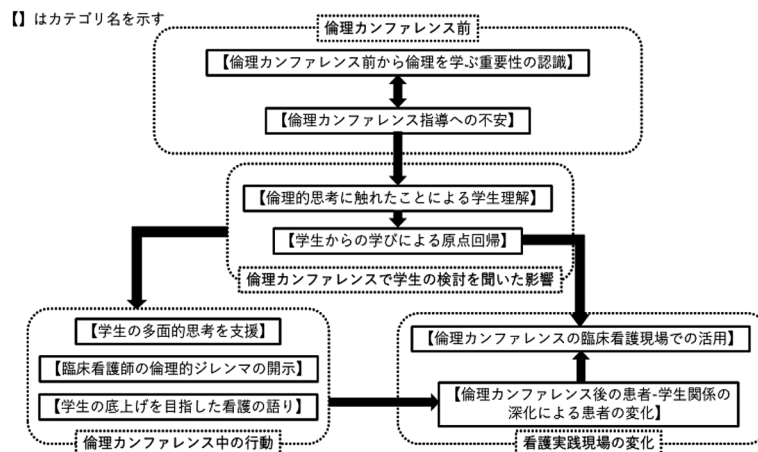 【】はカテゴリ名を示す
倫理カンファレンス前
【倫理カンファレンス前から倫理を学ぶ重要性の認識】
【倫理カンファレンス指導への不安】
【倫理的思考に触れたことによる学生理解】
【学生からの学びによる原点回帰】
倫理カンファレンスで学生の検討を聞いた影響
【学生の多面的思考を支援】
【臨床看護師の倫理的ジレンマの開示】
【学生の底上げを目指した看護の語り】
倫理カンファレンス中の行動
【倫理カンファレンスの臨床看護現場での活用】
【倫理カンファレンス後の患者-学生関係の
深化による患者の変化】
看護実践現場の変化